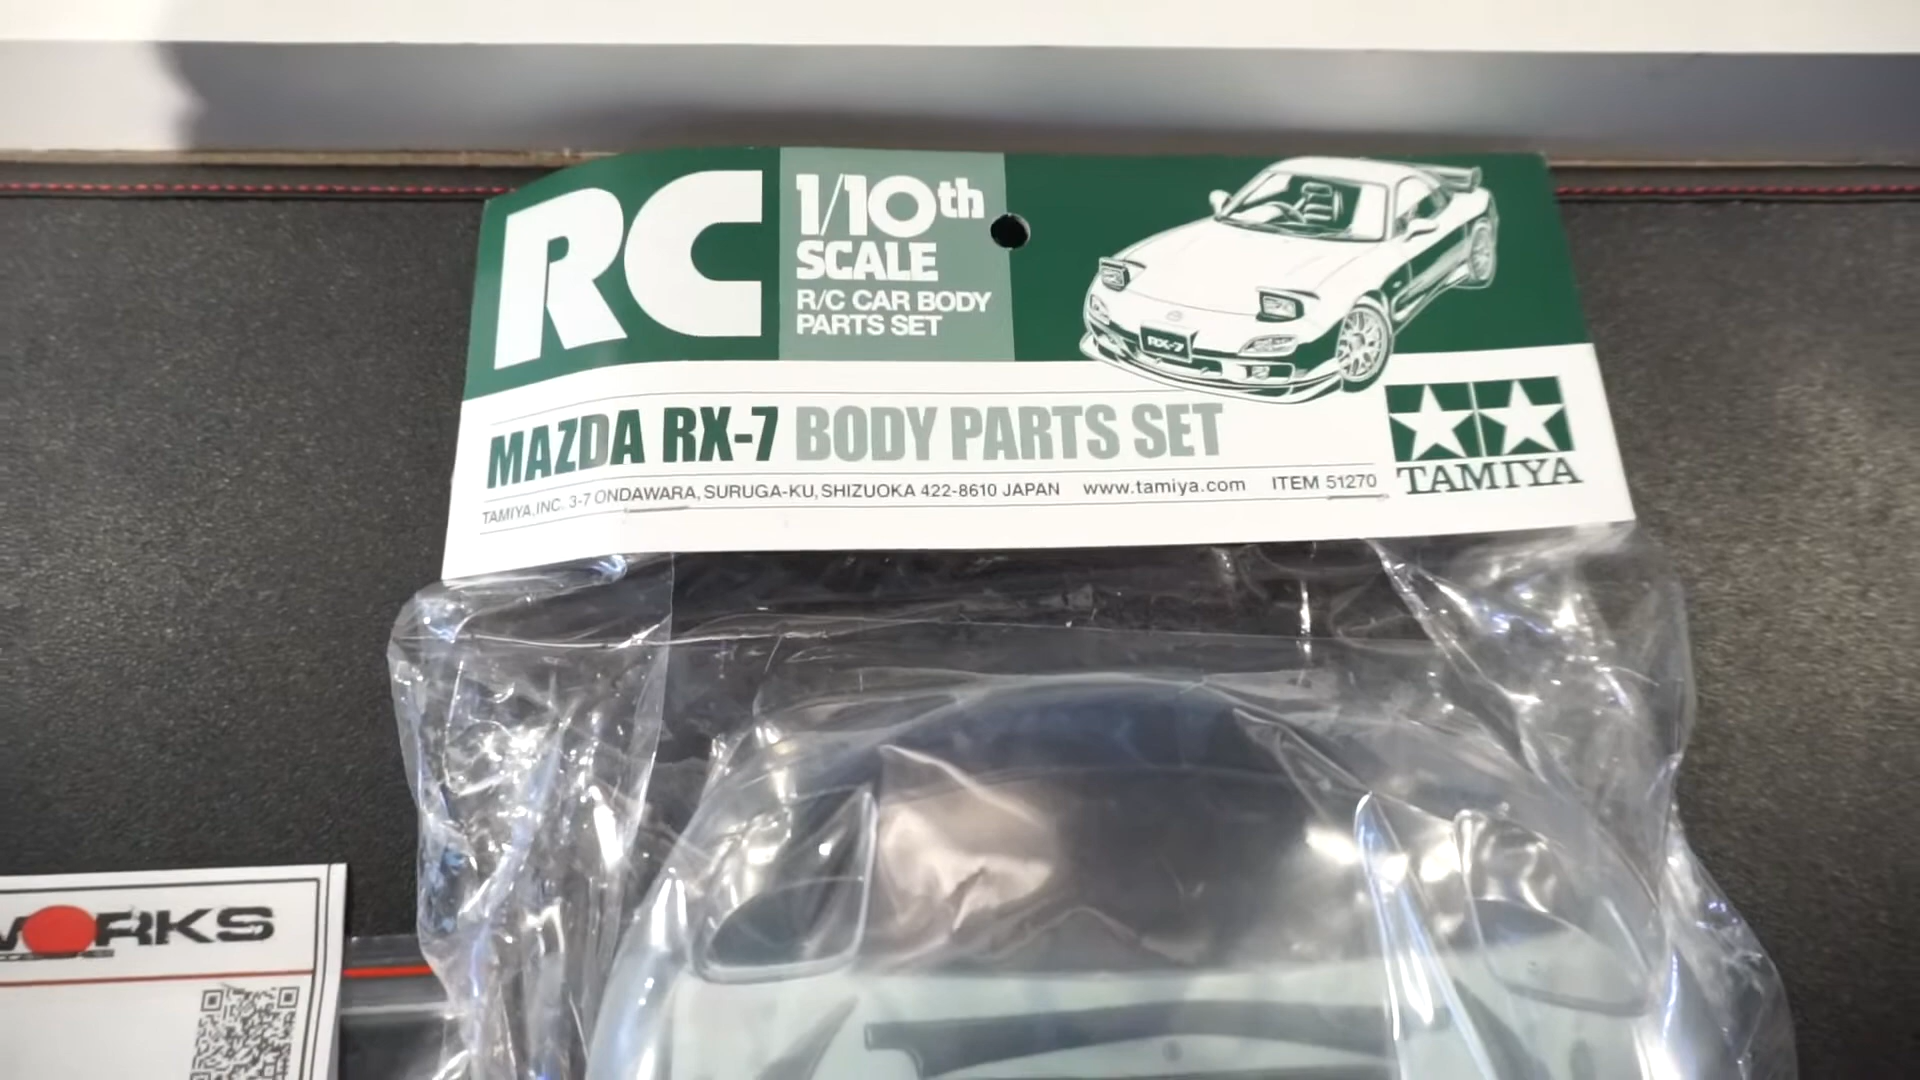 RC
1/10th
SCALE
R/C CAR BODY
PARTS SET
RX-7
MAZDA RX-7 BODY PARTS SET
TAMIYA, INC. 3-7 ONDAWARA, SURUGA-KU, SHIZUOKA 422-8610 JAPAN www.tamiya.com ITEM 51270
TAMIYA
WORKS